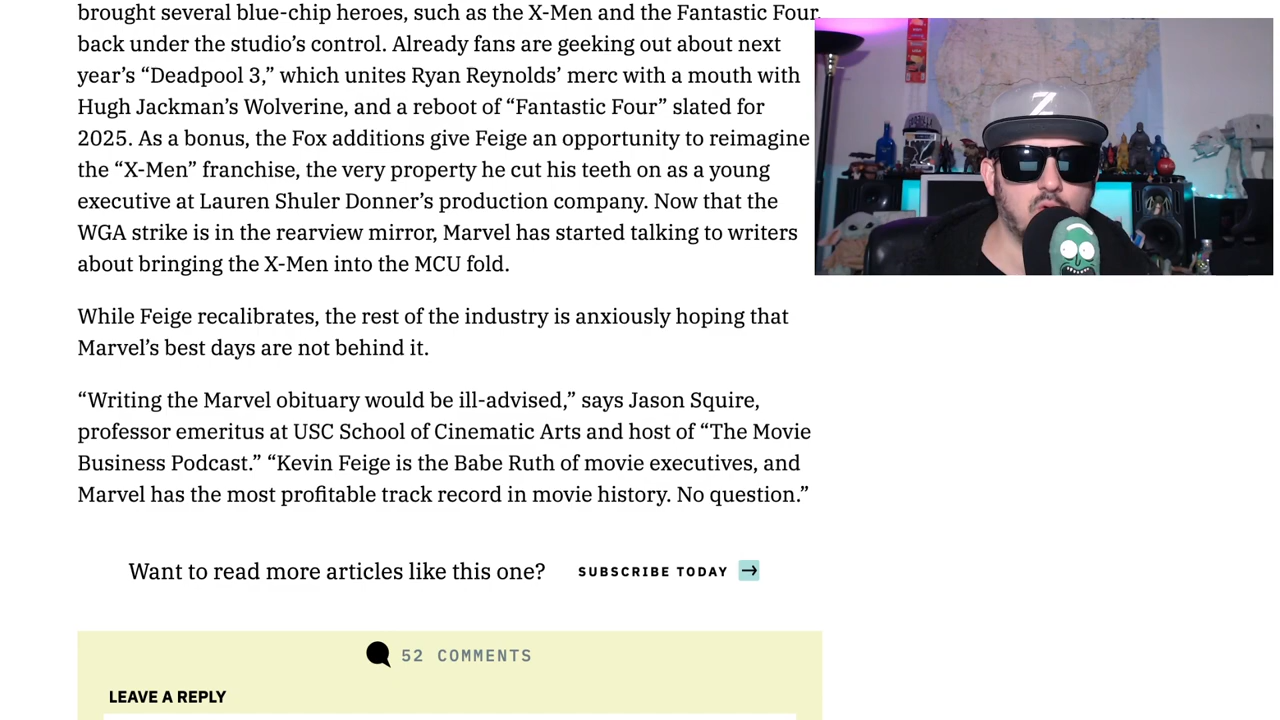 brought several blue-chip heroes, such as the X-Men and the Fantastic Four,
back under the studio’s control. Already fans are geeking out about next
year’s “Deadpool 3,” which unites Ryan Reynolds’ merc with a mouth with
Hugh Jackman’s Wolverine, and a reboot of “Fantastic Four” slated for
2025. As a bonus, the Fox additions give Feige an opportunity to reimagine
the “X-Men” franchise, the very property he cut his teeth on as a young
executive at Lauren Shuler Donner’s production company. Now that the
WGA strike is in the rearview mirror, Marvel has started talking to writers
about bringing the X-Men into the MCU fold.
While Feige recalibrates, the rest of the industry is anxiously hoping that
Marvel’s best days are not behind it.
“Writing the Marvel obituary would be ill-advised,” says Jason Squire,
professor emeritus at USC School of Cinematic Arts and host of “The Movie
Business Podcast.” “Kevin Feige is the Babe Ruth of movie executives, and
Marvel has the most profitable track record in movie history. No question.”
Want to read more articles like this one? SUBSCRIBE TODAY →
52 COMMENTS
LEAVE A REPLY
Z